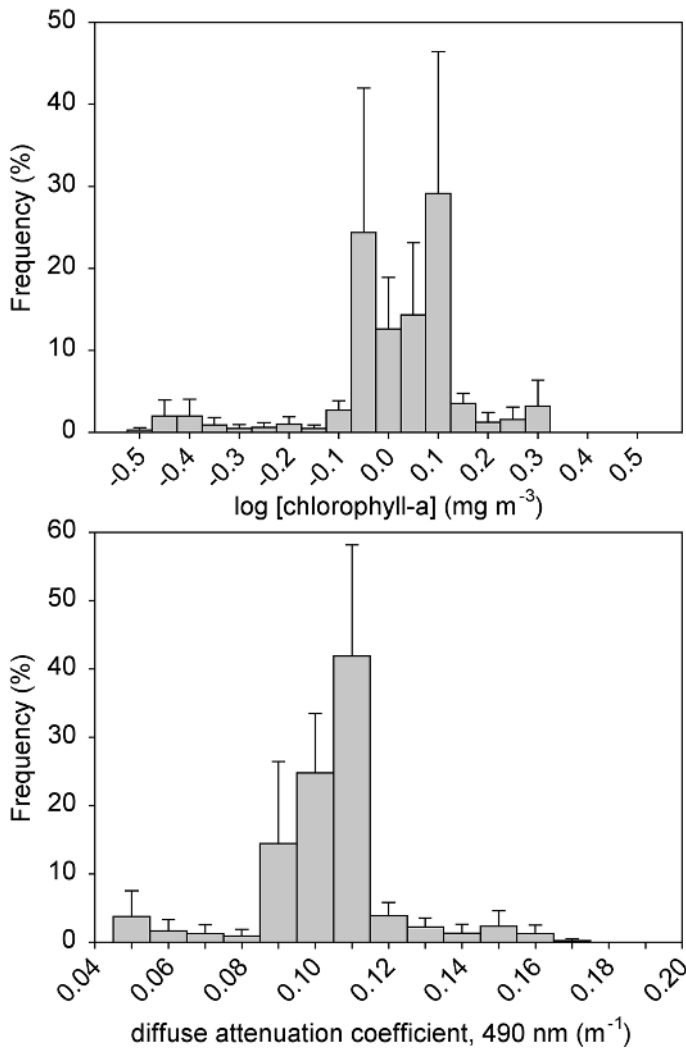 50
40
30
20
10
0
Frequency (%)
-0.5 -0.4 -0.3 -0.2 -0.1 0.0 0.1 0.2 0.3 0.4 0.5
log [chlorophyll-a] (mg m⁻³)
60
50
40
30
20
10
0
Frequency (%)
0.04 0.06 0.08 0.10 0.12 0.14 0.16 0.18 0.20
diffuse attenuation coefficient, 490 nm (m⁻¹)